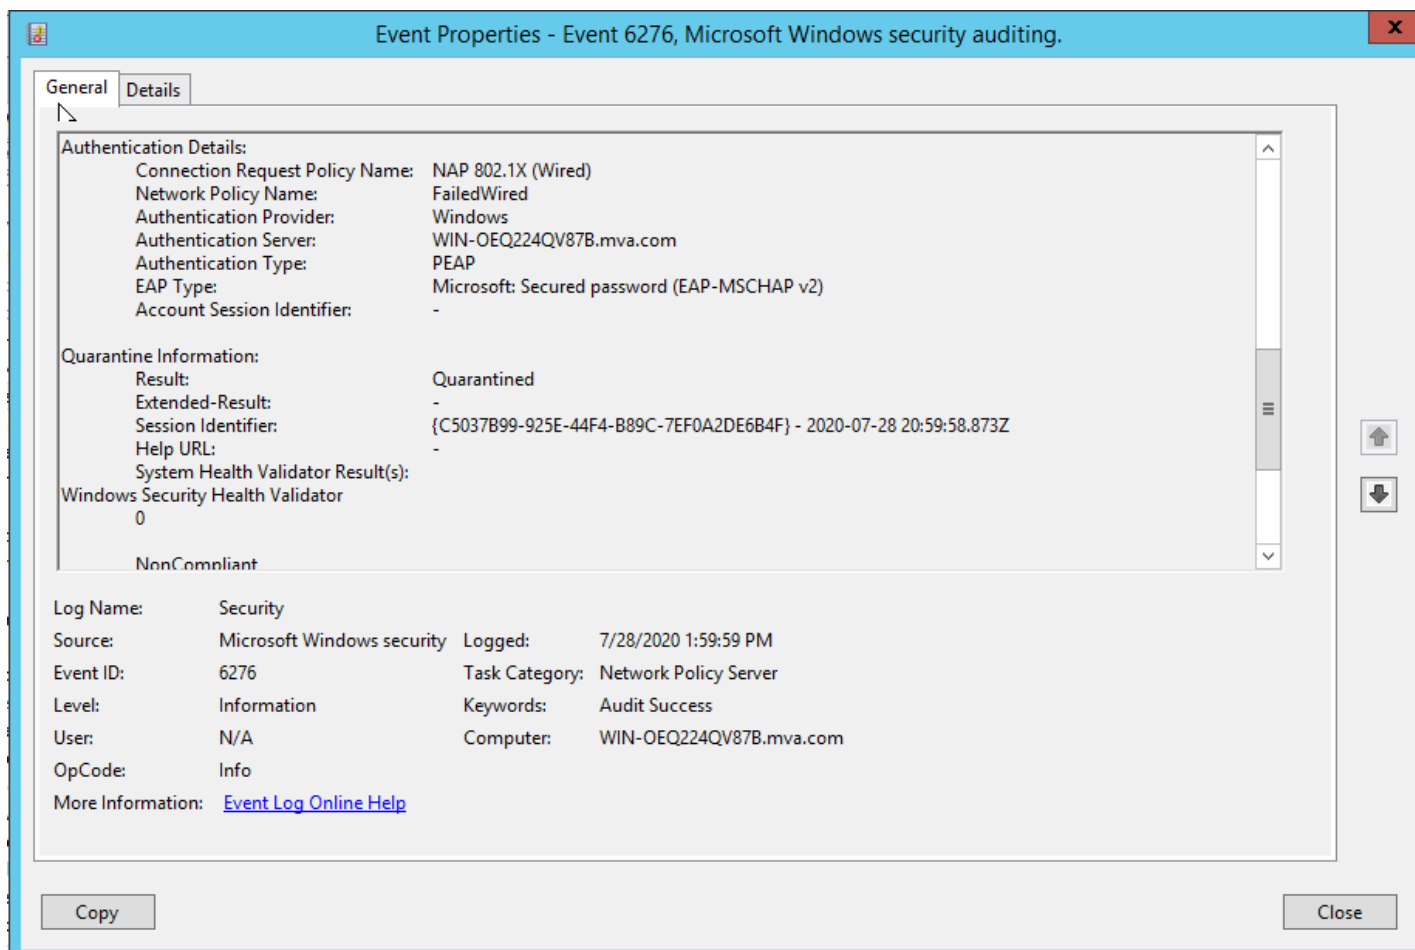 Event Properties - Event 6276, Microsoft Windows security auditing.
x
General Details
Authentication Details:
Connection Request Policy Name: NAP 802.1X (Wired)
Network Policy Name: FailedWired
Authentication Provider: Windows
Authentication Server: WIN-OEQ224QV87B.mva.com
Authentication Type: PEAP
EAP Type: Microsoft: Secured password (EAP-MSCHAP v2)
Account Session Identifier: -
Quarantine Information:
Result: Quarantined
Extended-Result: -
Session Identifier: {C5037B99-925E-44F4-B89C-7EF0A2DE6B4F} - 2020-07-28 20:59:58.873Z
Help URL: -
System Health Validator Result(s):
Windows Security Health Validator
0
NonCompliant
Log Name: Security
Source: Microsoft Windows security Logged: 7/28/2020 1:59:59 PM
Event ID: 6276 Task Category: Network Policy Server
Level: Information Keywords: Audit Success
User: N/A Computer: WIN-OEQ224QV87B.mva.com
OpCode: Info
More Information: Event Log Online Help
Copy Close